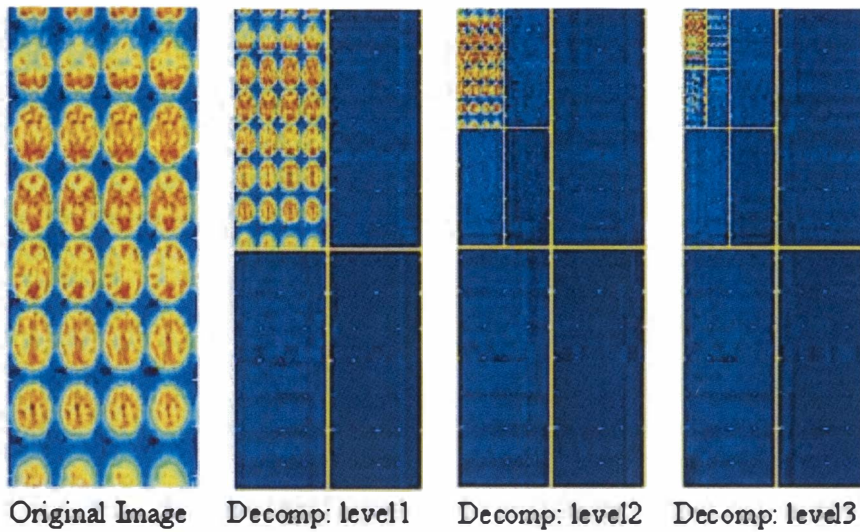 Original Image
Decomp: level1
Decomp: level2
Decomp: level3